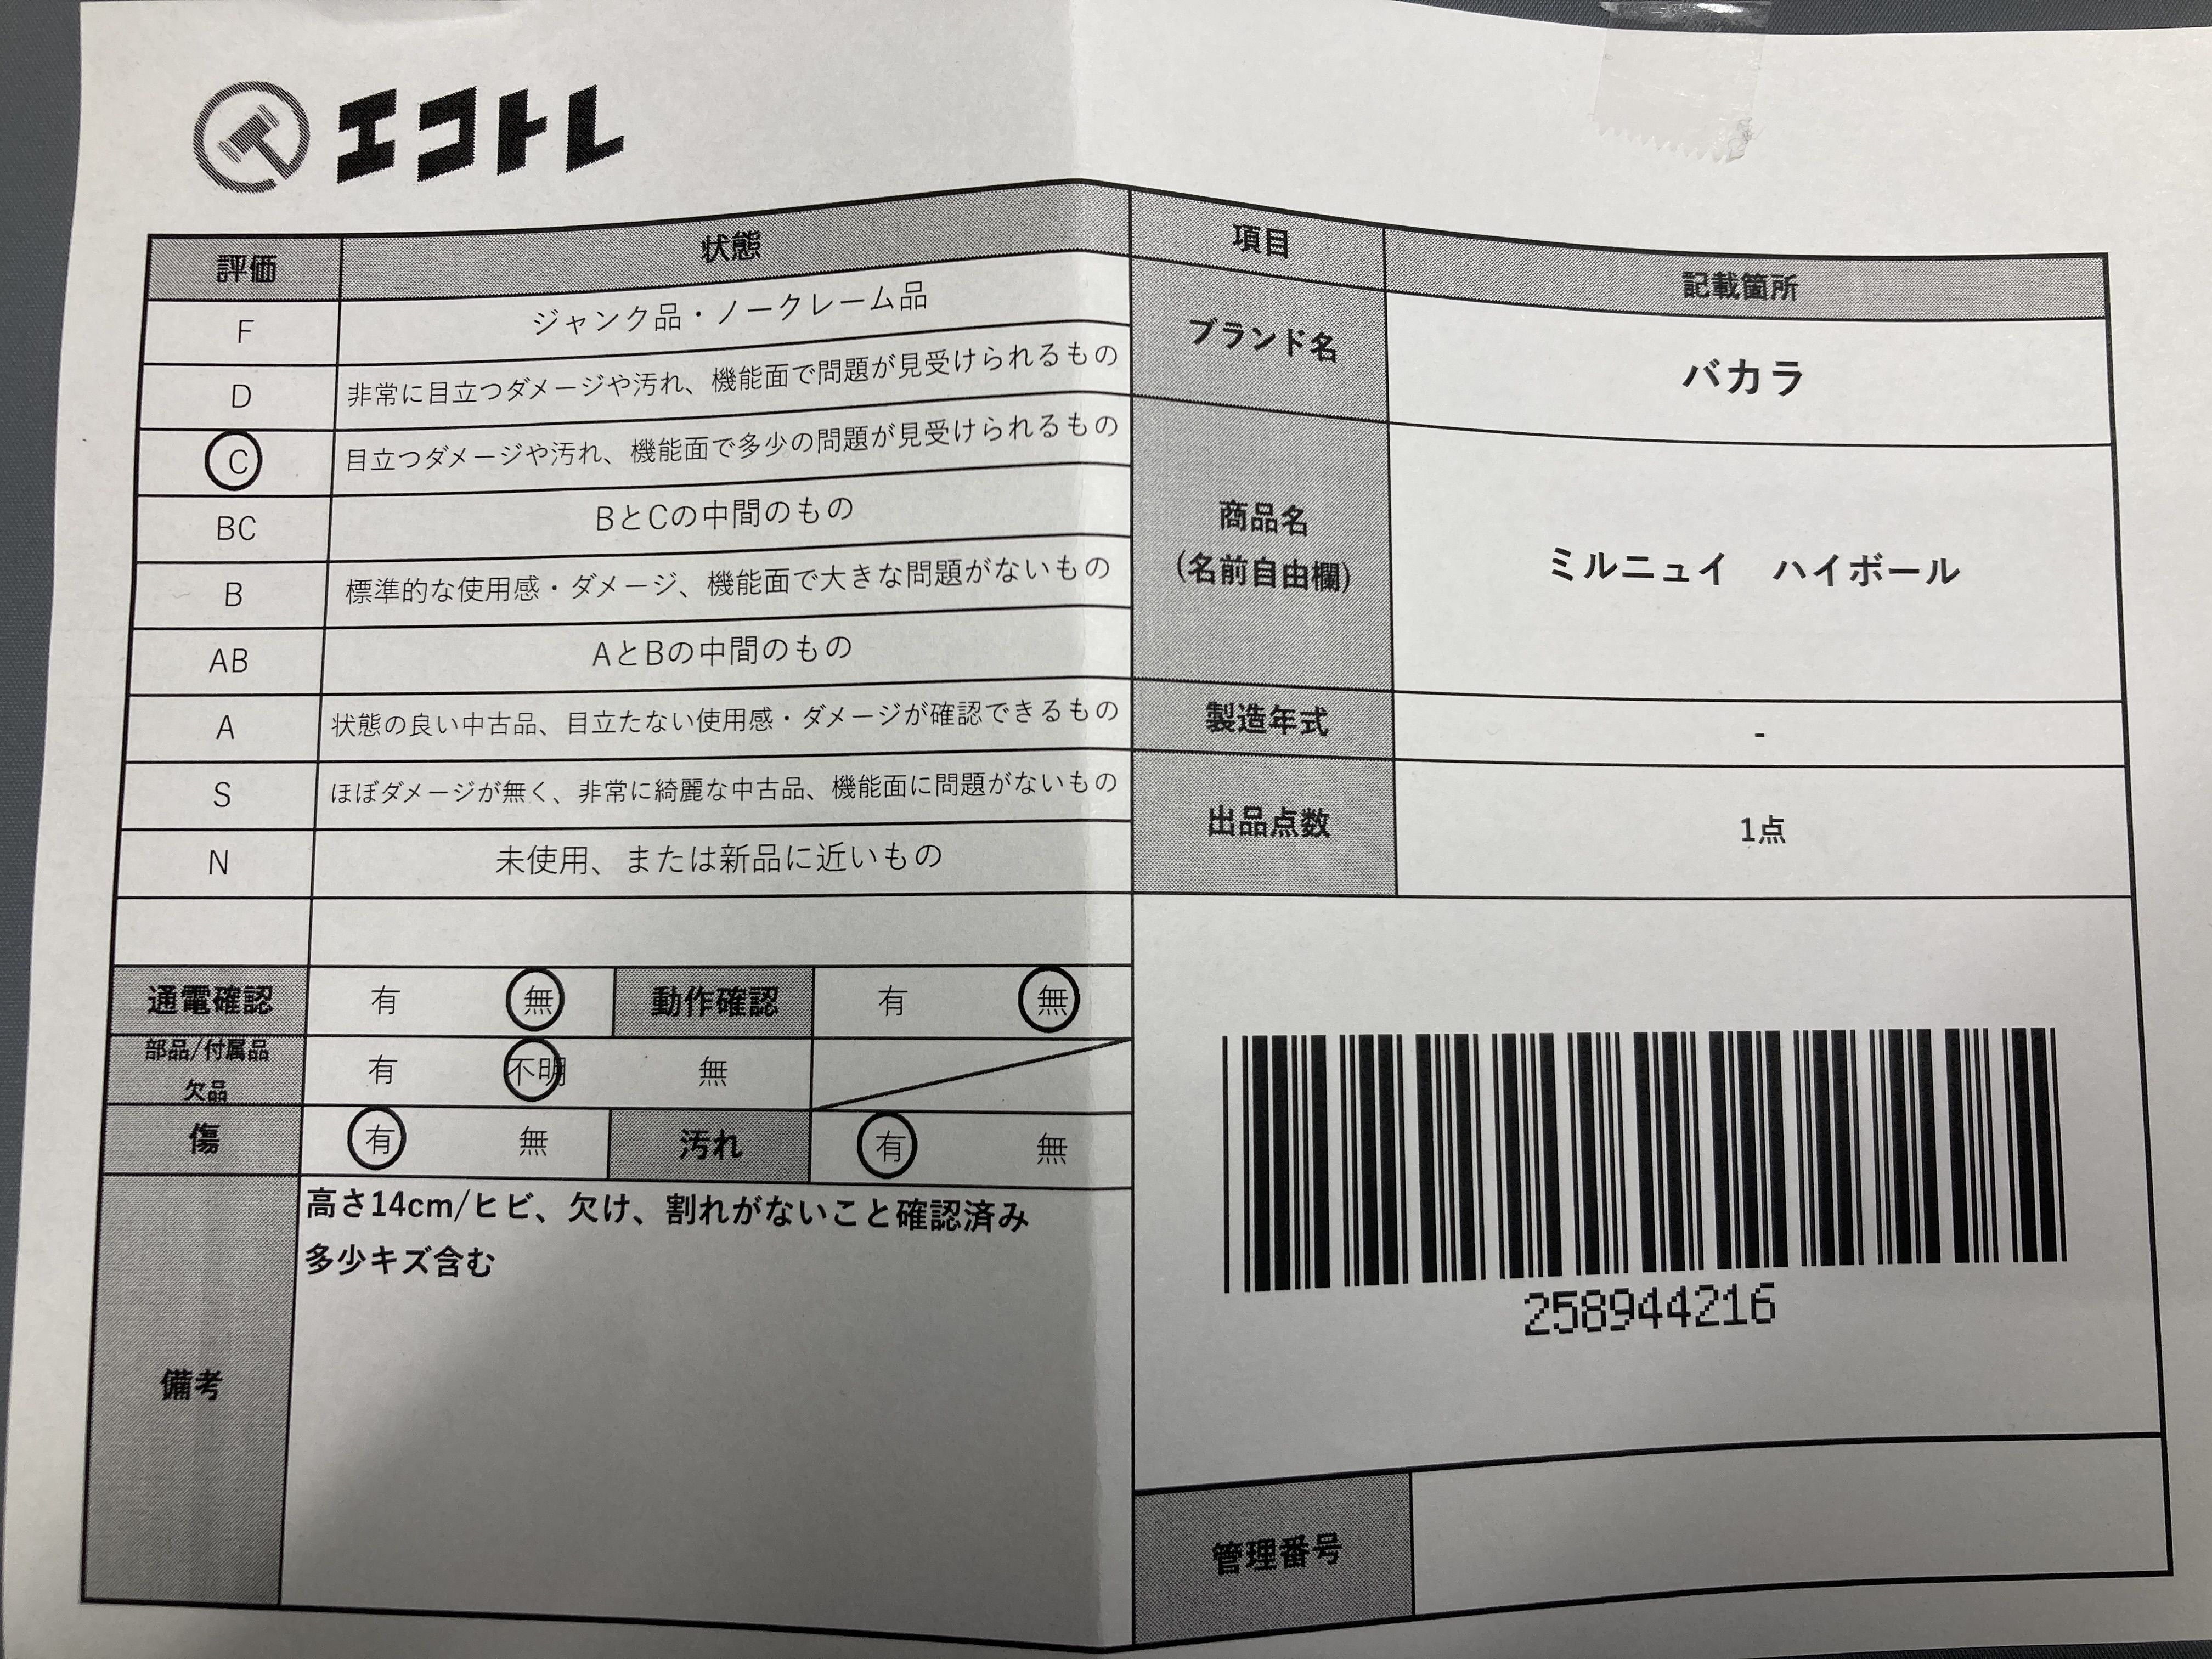 エコトレ
評価 状態
F ジャンク品・ノークレーム品
D 非常に目立つダメージや汚れ、機能面で問題が見受けられるもの
C 目立つダメージや汚れ、機能面で多少の問題が見受けられるもの
BC BとCの中間のもの
B 標準的な使用感・ダメージ、機能面で大きな問題がないもの
AB AとBの中間のもの
A 状態の良い中古品、目立たない使用感・ダメージが確認できるもの
S ほぼダメージが無く、非常に綺麗な中古品、機能面に問題がないもの
N 未使用、または新品に近いもの
通電確認 有 無 動作確認 有 無
部品/付属品
欠品
有 不明 無
傷 有 無 汚れ 有 無
備考
高さ14cm/ヒビ、欠け、割れがないこと確認済み
多少キズ含む
項目 記載箇所
ブランド名 バカラ
商品名
(名前自由欄)
ミルニュイ　ハイボール
製造年式 -
出品点数 1点
258944216
管理番号